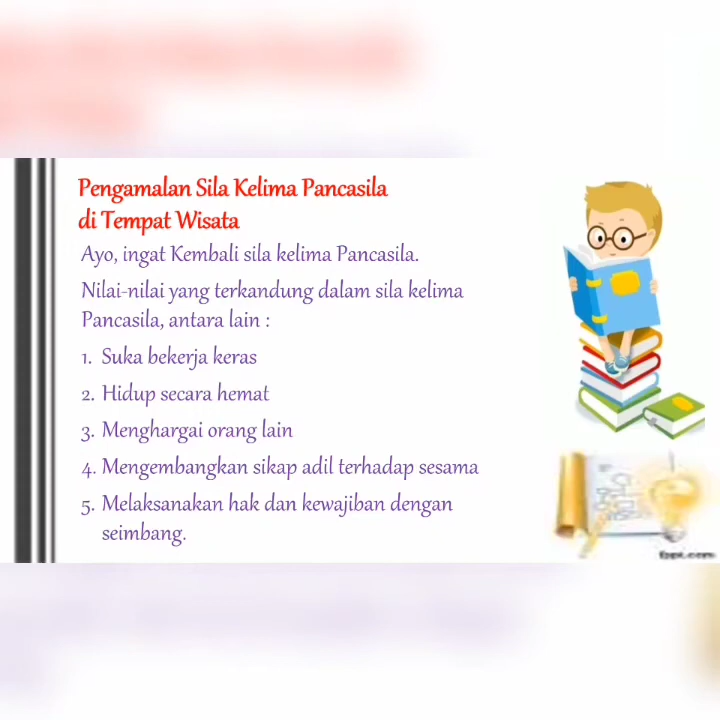 Pengamalan Sila Kelima Pancasila
di Tempat Wisata
Ayo, ingat Kembali sila kelima Pancasila.
Nilai-nilai yang terkandung dalam sila kelima
Pancasila, antara lain :
1. Suka bekerja keras
2. Hidup secara hemat
3. Menghargai orang lain
4. Mengembangkan sikap adil terhadap sesama
5. Melaksanakan hak dan kewajiban dengan
seimbang.
fppt.com